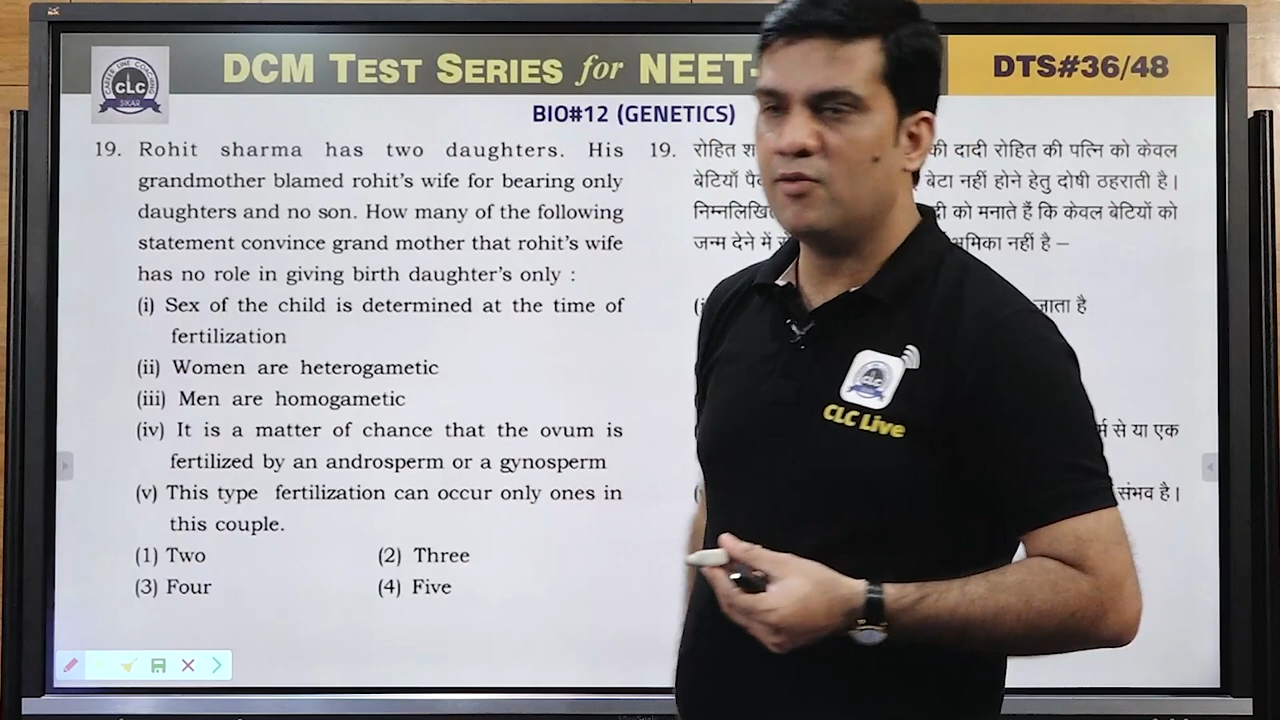 DCM TEST SERIES for NEET-
DTS#36/48
CAREER LINE COACHING
CLC
SIKAR
BIO#12 (GENETICS)
19. Rohit sharma has two daughters. His
grandmother blamed rohit's wife for bearing only
daughters and no son. How many of the following
statement convince grand mother that rohit's wife
has no role in giving birth daughter's only :
(i) Sex of the child is determined at the time of
fertilization
(ii) Women are heterogametic
(iii) Men are homogametic
(iv) It is a matter of chance that the ovum is
fertilized by an androsperm or a gynosperm
(v) This type fertilization can occur only ones in
this couple.
(1) Two (2) Three
(3) Four (4) Five
19. रोहित की दादी रोहित की पत्नि को केवल
बेटियाँ बेटा नहीं होने हेतु दोषी ठहराती है।
को मनाते हैं कि केवल बेटियों को
जन्म देने में नहीं है –
जाता है
से या एक
संभव है।
CLC
CLC Live